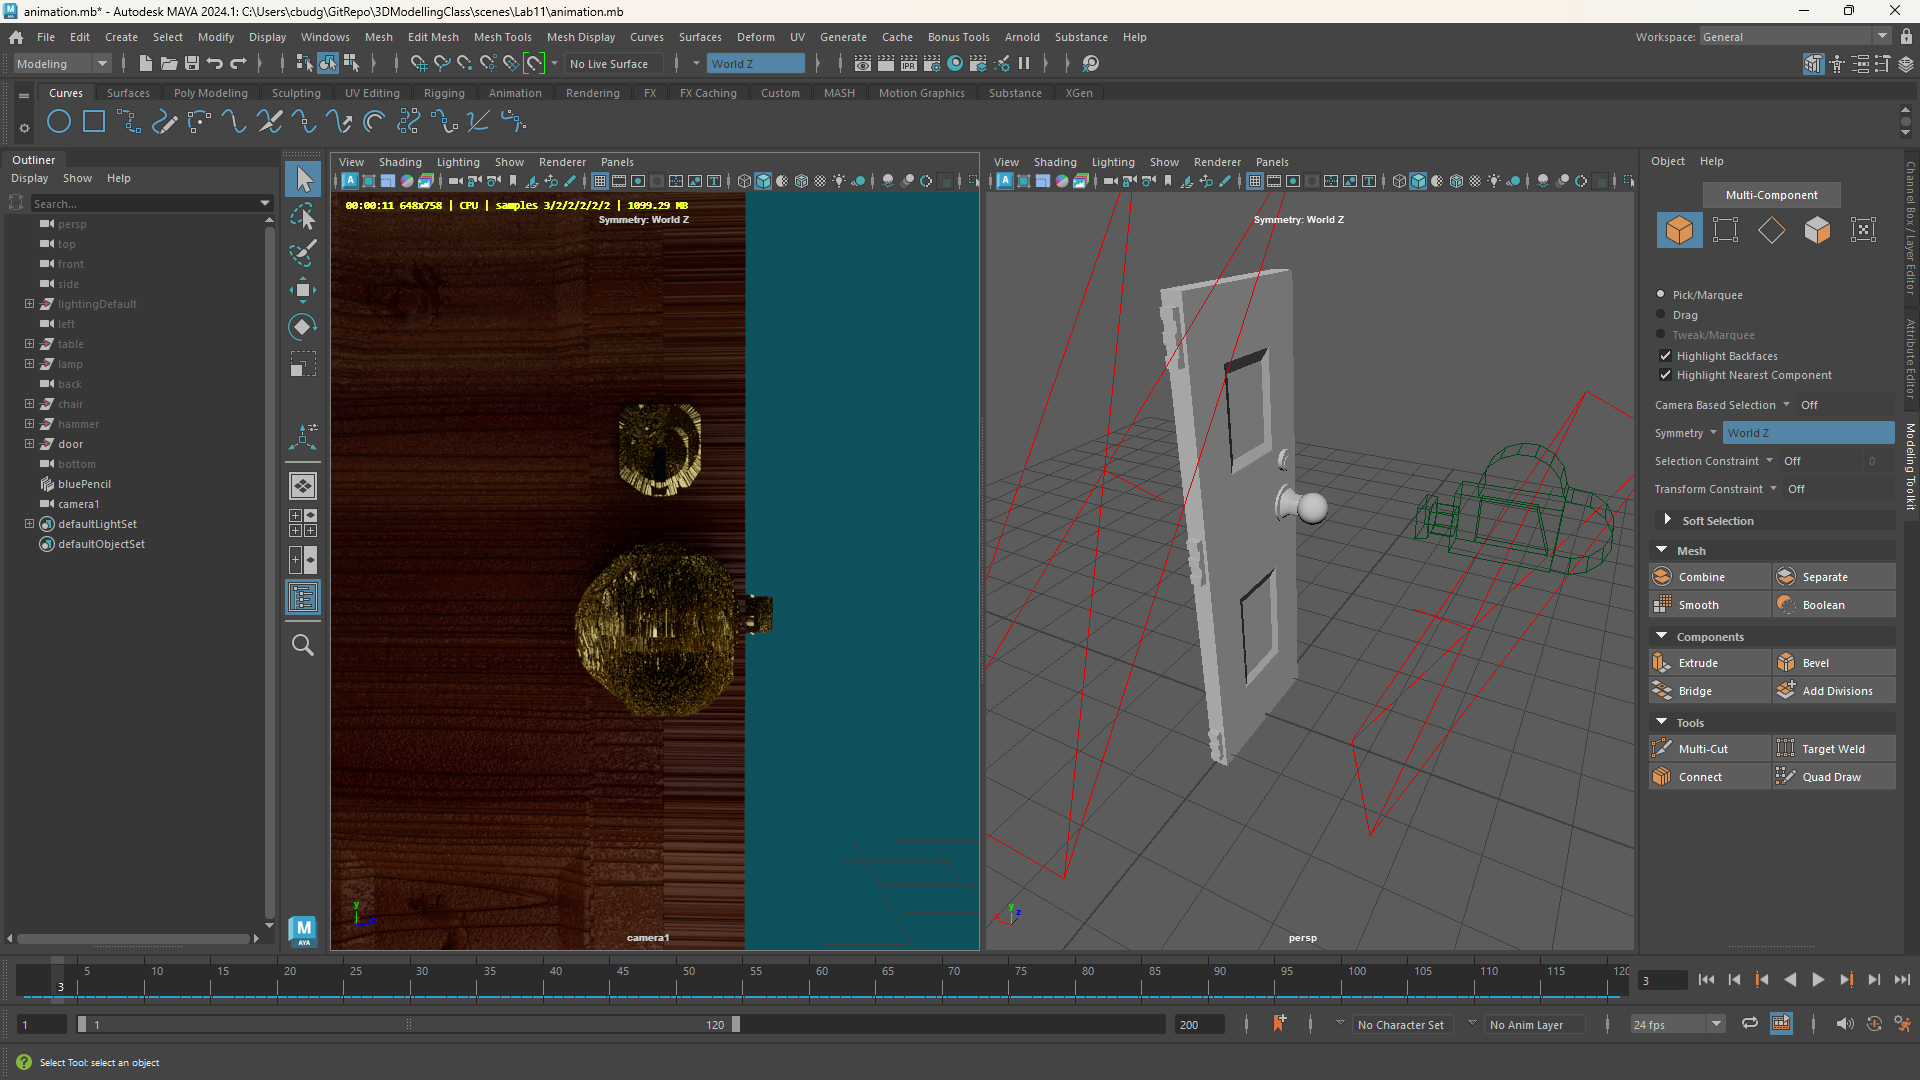 animation.mb* - Autodesk MAYA 2024.1: C:\Users\cbudg\GitRepo\3DModellingClass\scenes\Lab11\animation.mb
File Edit Create Select Modify Display Windows Mesh Edit Mesh Mesh Tools Mesh Display Curves Surfaces Deform UV Generate Cache Bonus Tools Arnold Substance Help
Workspace: General
Modeling
No Live Surface
World Z
IPR
Curves Surfaces Poly Modeling Sculpting UV Editing Rigging Animation Rendering FX FX Caching Custom MASH Motion Graphics Substance XGen
Outliner
Display Show Help
Search...
persp
top
front
side
lightingDefault
left
table
lamp
back
chair
hammer
door
bottom
bluePencil
camera1
defaultLightSet
defaultObjectSet
M
AYA
View Shading Lighting Show Renderer Panels
00:00:11 648x758 | CPU | samples 3/2/2/2/2/2 | 1099.29 MB
Symmetry: World Z
y
camera1
View Shading Lighting Show Renderer Panels
Symmetry: World Z
y
z
x
persp
Object Help
Multi-Component
Pick/Marquee
Drag
Tweak/Marquee
Highlight Backfaces
Highlight Nearest Component
Camera Based Selection Off
Symmetry World Z
Selection Constraint Off 0
Transform Constraint Off
Soft Selection
Mesh
Combine Separate
Smooth Boolean
Components
Extrude Bevel
Bridge Add Divisions
Tools
Multi-Cut Target Weld
Connect Quad Draw
Channel Box / Layer Editor
Attribute Editor
Modeling Toolkit
5 10 15 20 25 30 35 40 45 50 55 60 65 70 75 80 85 90 95 100 105 110 115 120
3
3
1 1 120 200
No Character Set
No Anim Layer
24 fps
Select Tool: select an object